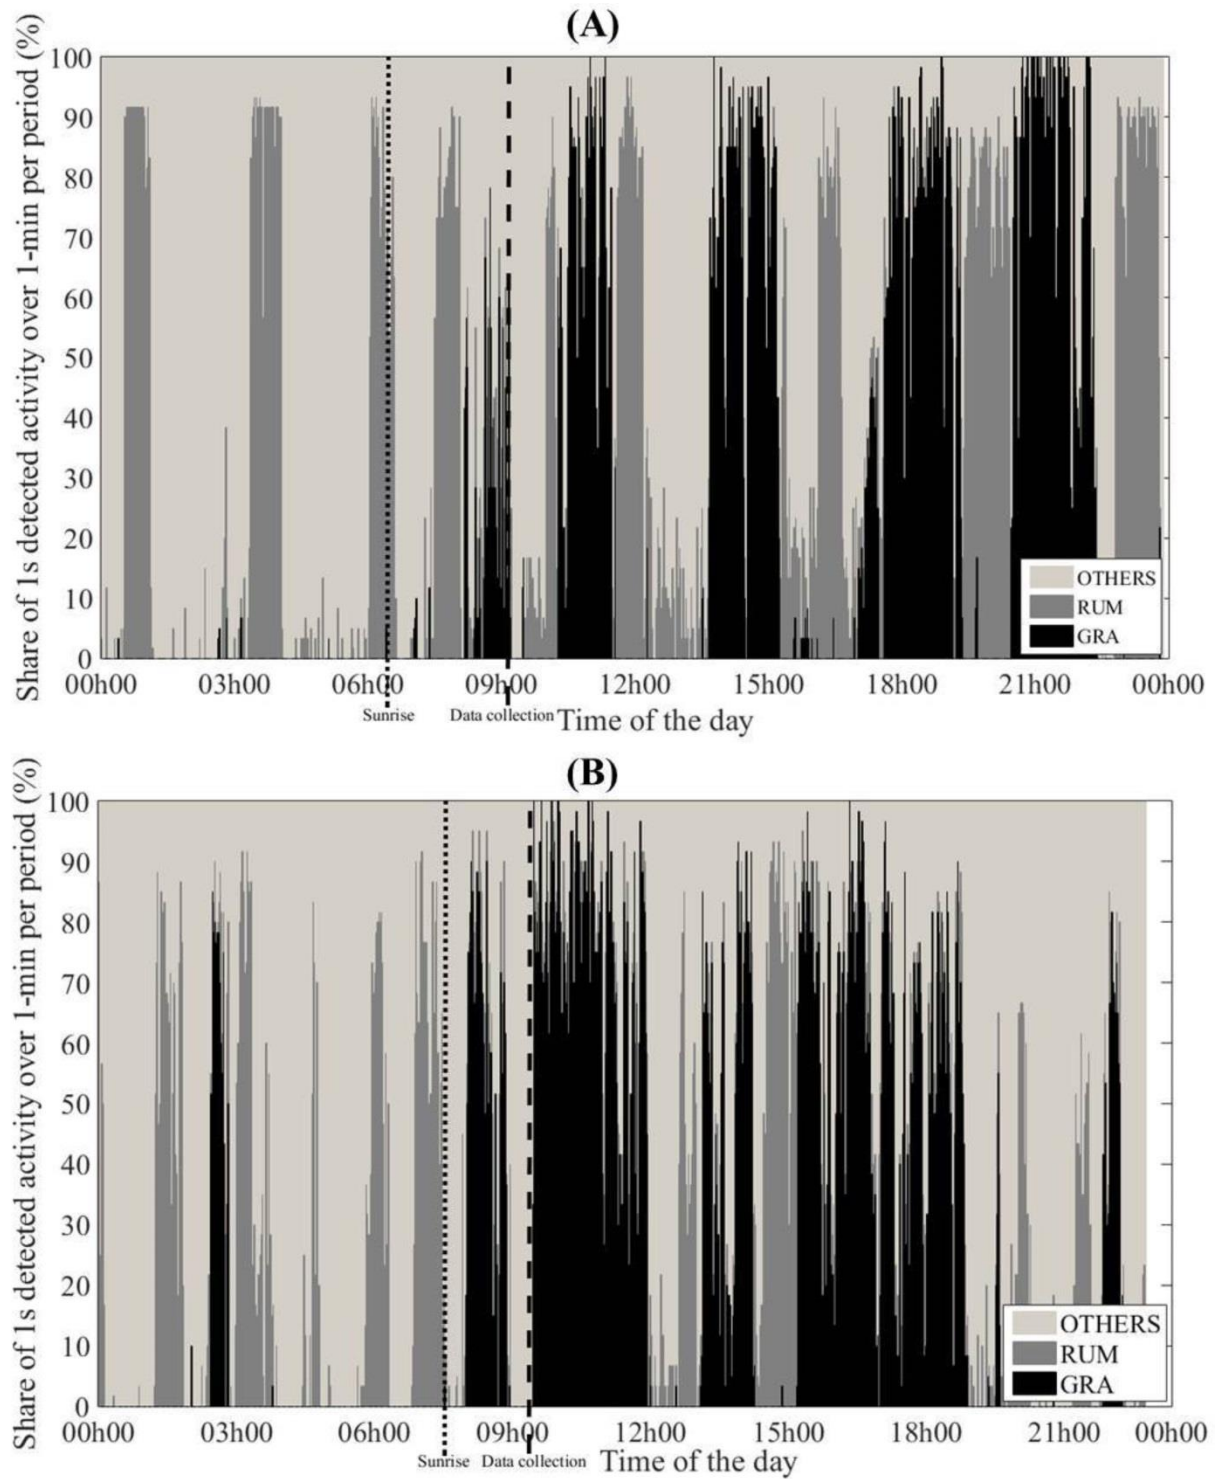 (A)
Share of 1s detected activity over 1-min per period (%)
100
90
80
70
60
50
40
30
20
10
0
OTHERS
RUM
GRA
00h00 03h00 06h00 09h00 12h00 15h00 18h00 21h00 00h00
Sunrise Data collection Time of the day
(B)
Share of 1s detected activity over 1-min per period (%)
100
90
80
70
60
50
40
30
20
10
0
OTHERS
RUM
GRA
00h00 03h00 06h00 09h00 12h00 15h00 18h00 21h00 00h00
Sunrise Data collection Time of the day